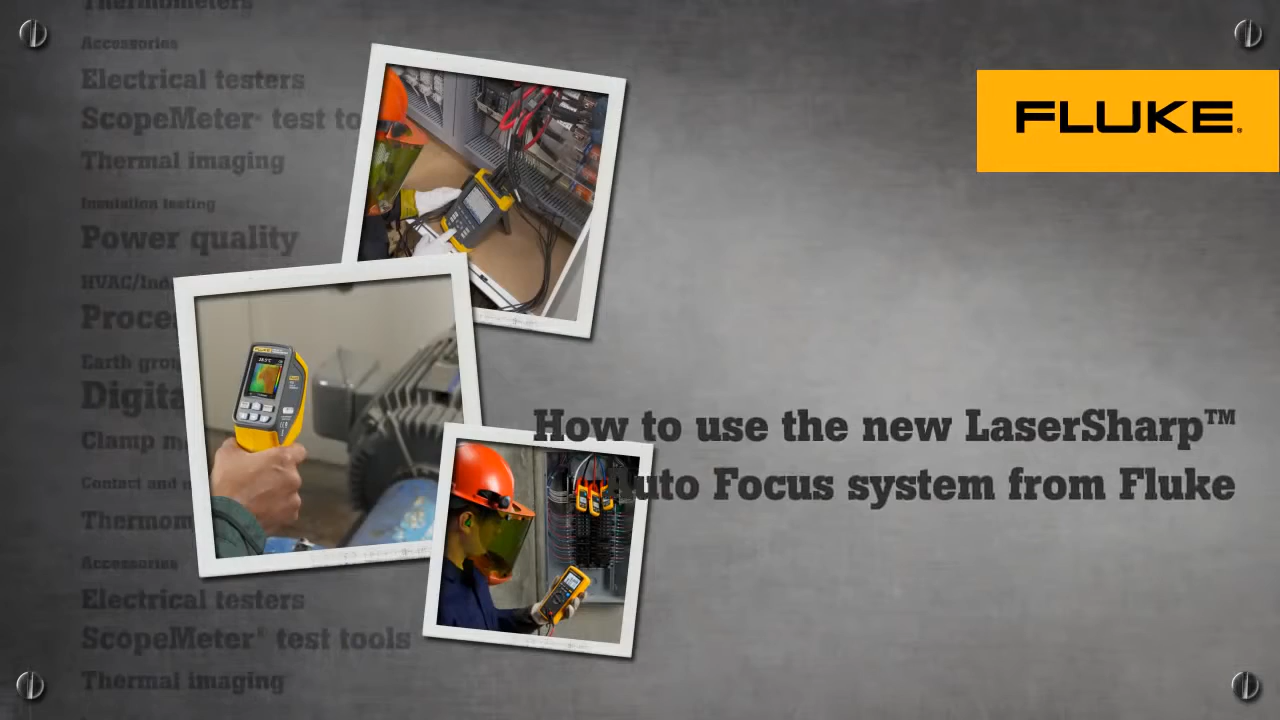 Thermometers
Accessories
Electrical testers
ScopeMeter® test to
Thermal imaging
Insulation testing
Power quality
HVAC/Ind
Proce
Earth grou
Digita
Clamp m
Contact and n
Thermom
Accessories
Electrical testers
ScopeMeter® test tools
Thermal imaging
FLUKE®
How to use the new LaserSharp™
Auto Focus system from Fluke